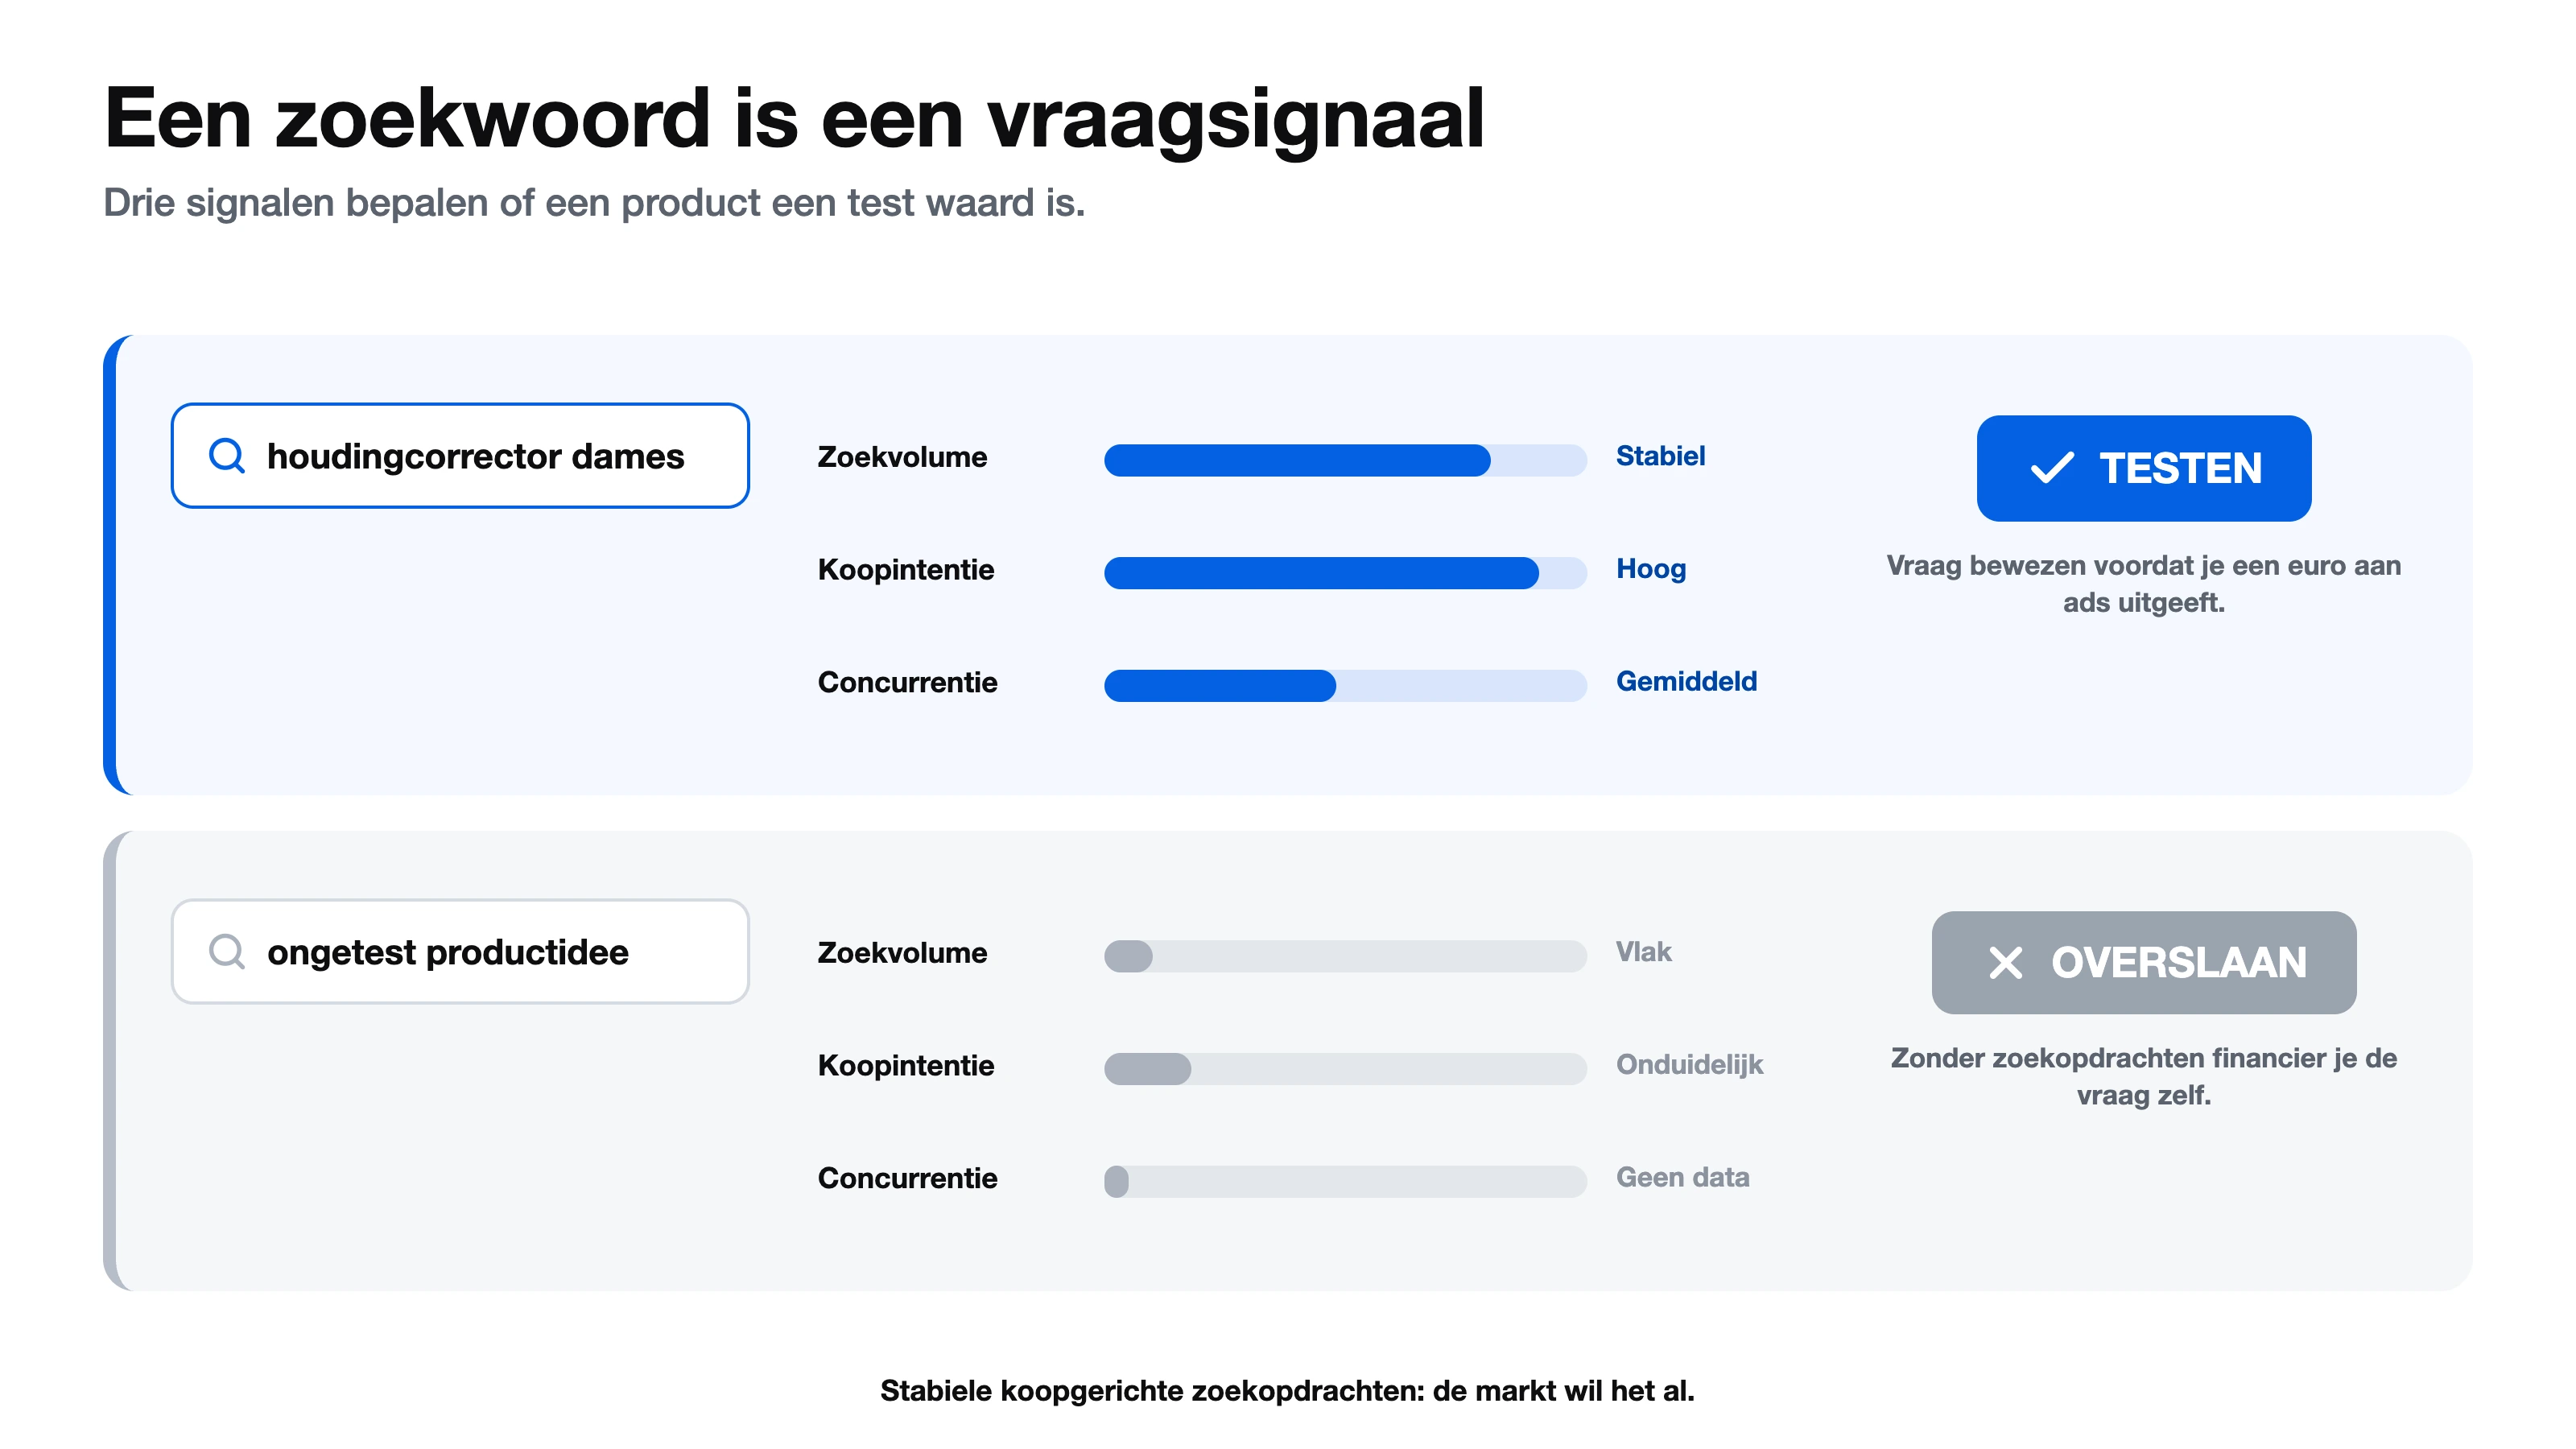 Een zoekwoord is een vraagsignaal
Drie signalen bepalen of een product een test waard is.
houdingcorrector dames
Zoekvolume
Stabiel
Koopintentie
Hoog
Concurrentie
Gemiddeld
TESTEN
Vraag bewezen voordat je een euro aan
ads uitgeeft.
ongetest productidee
Zoekvolume
Vlak
Koopintentie
Onduidelijk
Concurrentie
Geen data
OVERSLAAN
Zonder zoekopdrachten financier je de
vraag zelf.
Stabiele koopgerichte zoekopdrachten: de markt wil het al.